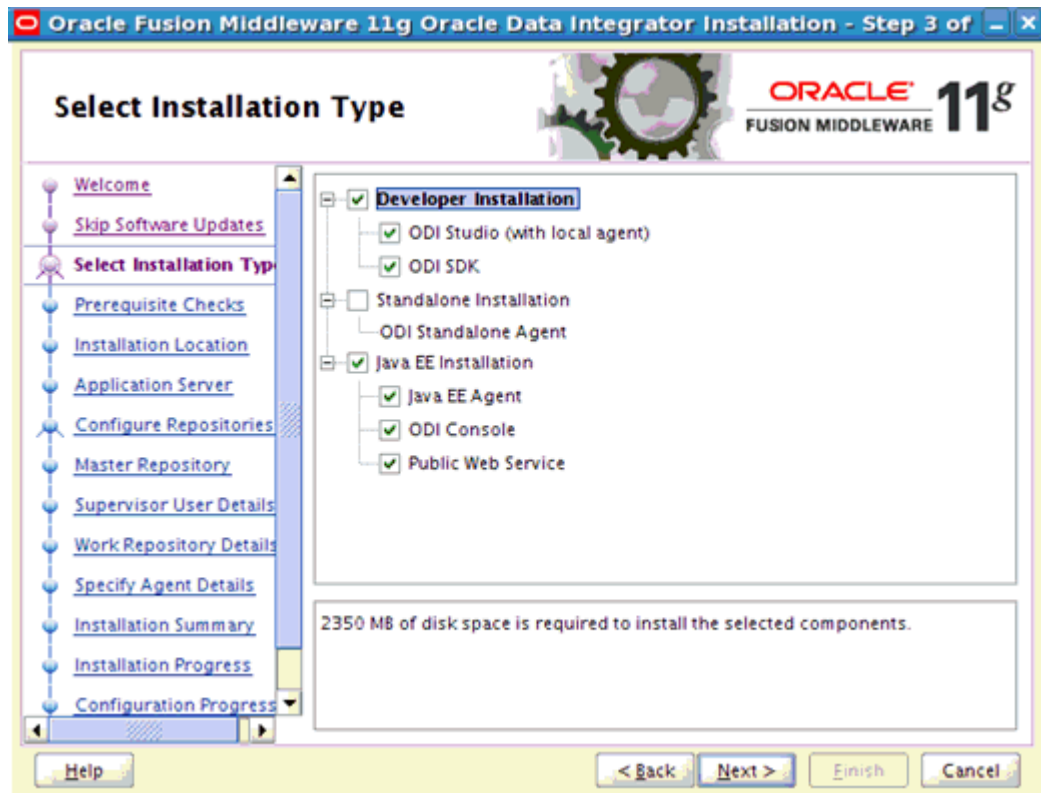 Oracle Fusion Middleware 11g Oracle Data Integrator Installation - Step 3 of
Select Installation Type
ORACLE
FUSION MIDDLEWARE 11g
Welcome
Skip Software Updates
Select Installation Typ
Prerequisite Checks
Installation Location
Application Server
Configure Repositories
Master Repository
Supervisor User Details
Work Repository Details
Specify Agent Details
Installation Summary
Installation Progress
Configuration Progress
Developer Installation
ODI Studio (with local agent)
ODI SDK
Standalone Installation
ODI Standalone Agent
Java EE Installation
Java EE Agent
ODI Console
Public Web Service
2350 MB of disk space is required to install the selected components.
Help
< Back
Next >
Finish
Cancel